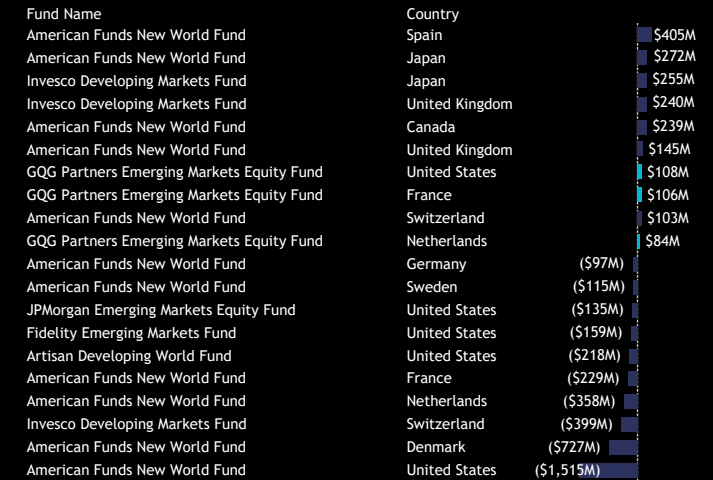 Fund Name Country
American Funds New World Fund Spain $405M
American Funds New World Fund Japan $272M
Invesco Developing Markets Fund Japan $255M
Invesco Developing Markets Fund United Kingdom $240M
American Funds New World Fund Canada $239M
American Funds New World Fund United Kingdom $145M
GQG Partners Emerging Markets Equity Fund United States $108M
GQG Partners Emerging Markets Equity Fund France $106M
American Funds New World Fund Switzerland $103M
GQG Partners Emerging Markets Equity Fund Netherlands $84M
American Funds New World Fund Germany ($97M)
American Funds New World Fund Sweden ($115M)
JPMorgan Emerging Markets Equity Fund United States ($135M)
Fidelity Emerging Markets Fund United States ($159M)
Artisan Developing World Fund United States ($218M)
American Funds New World Fund France ($229M)
American Funds New World Fund Netherlands ($358M)
Invesco Developing Markets Fund Switzerland ($399M)
American Funds New World Fund Denmark ($727M)
American Funds New World Fund United States ($1,515M)